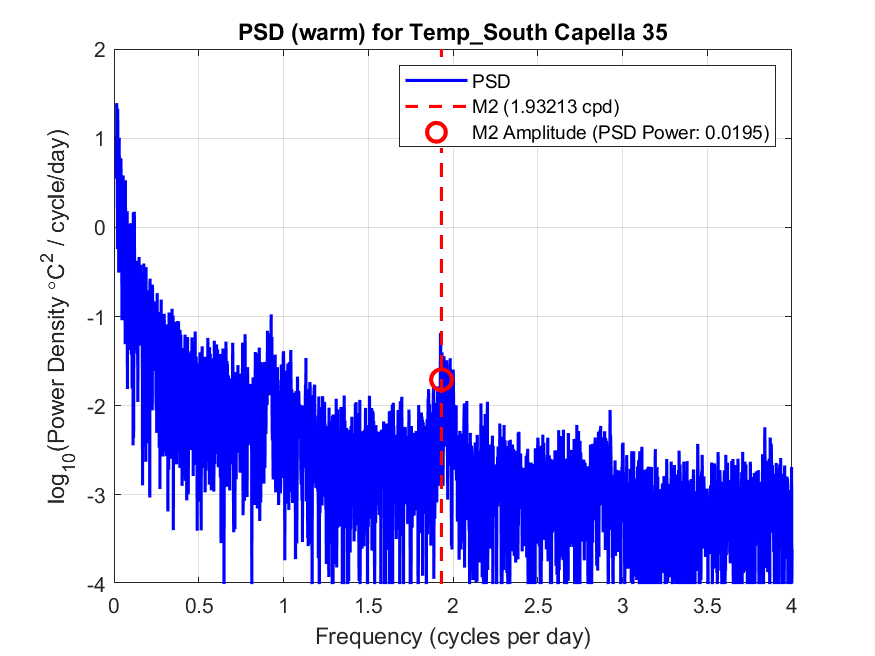 PSD (warm) for Temp_South Capella 35
PSD
M2 (1.93213 cpd)
M2 Amplitude (PSD Power: 0.0195)
log10(Power Density °C2 / cycle/day)
2
1
0
-1
-2
-3
-4
0 0.5 1 1.5 2 2.5 3 3.5 4
Frequency (cycles per day)